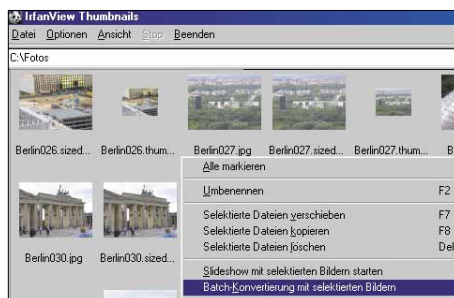 IrfanView Thumbnails
Datei Optionen Ansicht Stop Beenden
C:\Fotos
Berlin026.sized... Berlin026.thum... Berlin027.jpg Berlin027.sized... Berlin027.thum... B
Alle markieren
Umbenennen F2
Selektierte Dateien verschieben F7
Selektierte Dateien kopieren F8
Selektierte Dateien löschen Del
Berlin030.jpg Berlin030.sized...
Slideshow mit selektierten Bildern starten
Batch-Konvertierung mit selektierten Bildern